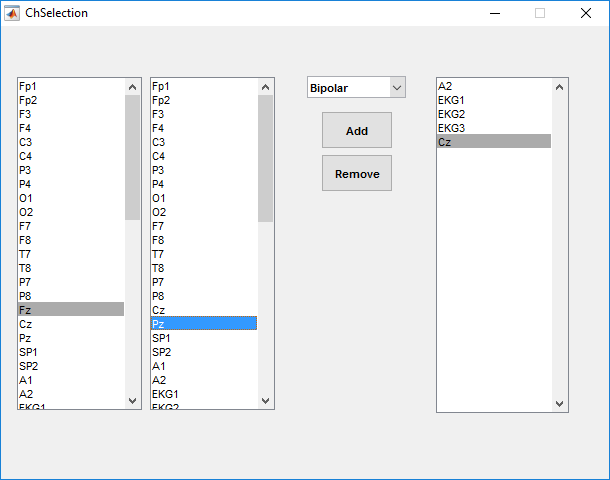 ChSelection
Fp1
Fp2
F3
F4
C3
C4
P3
P4
O1
O2
F7
F8
T7
T8
P7
P8
Fz
Cz
Pz
SP1
SP2
A1
A2
EKG1
Fp1
Fp2
F3
F4
C3
C4
P3
P4
O1
O2
F7
F8
T7
T8
P7
P8
Cz
Pz
SP1
SP2
A1
A2
EKG1
EKG2
Bipolar
Add
Remove
A2
EKG1
EKG2
EKG3
Cz